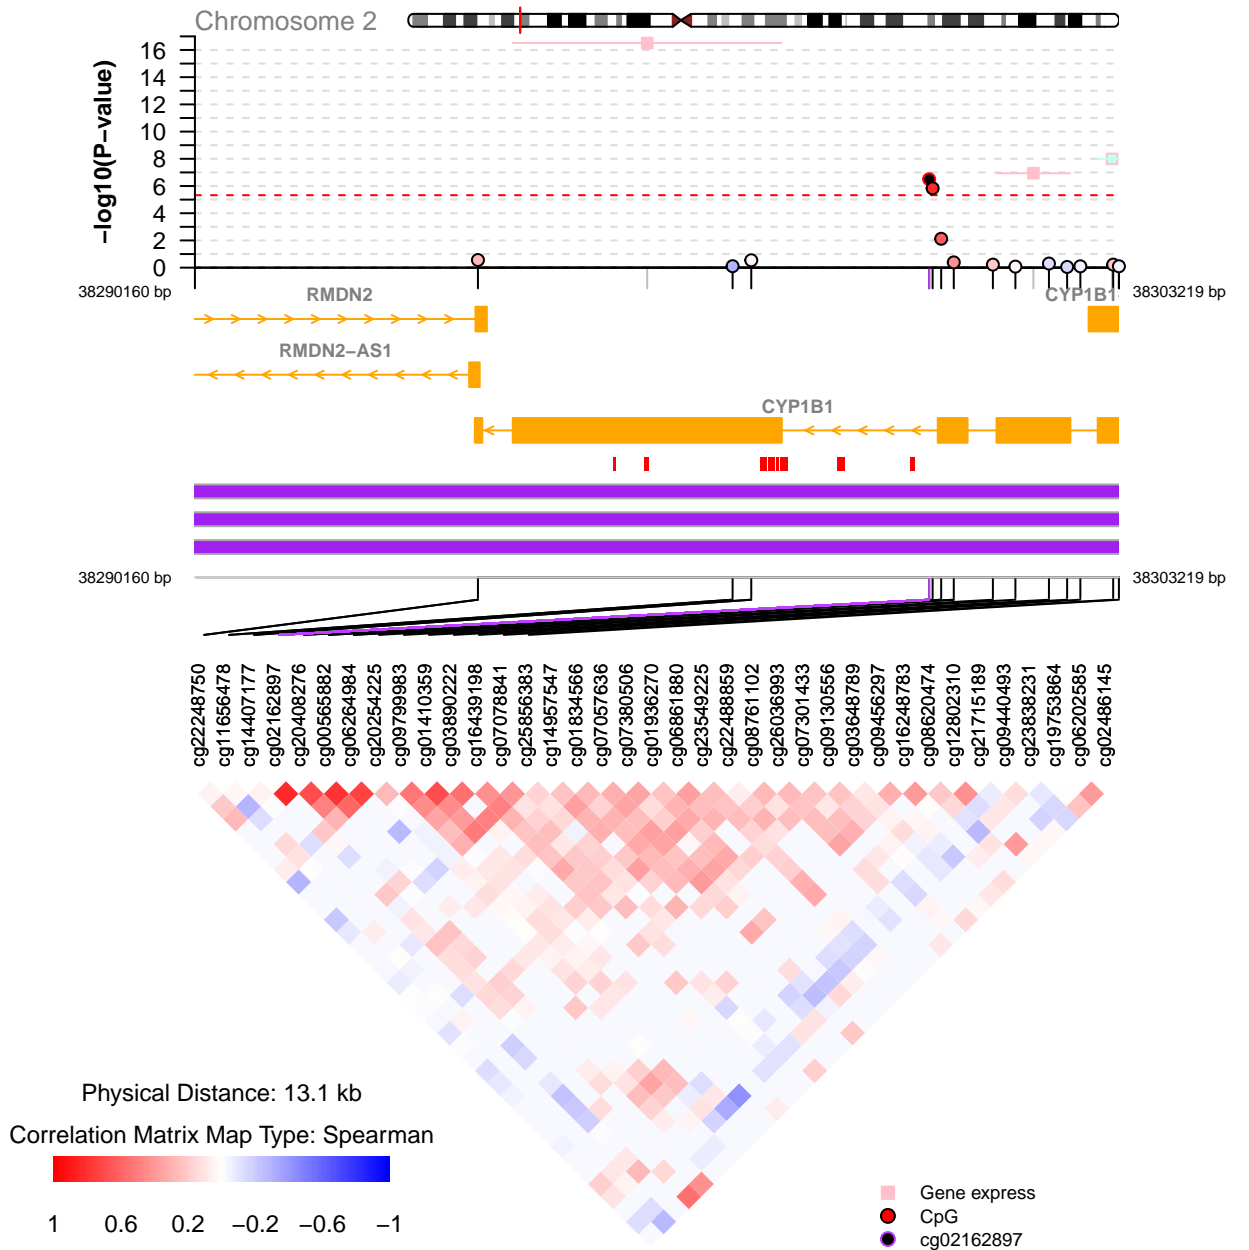 Chromosome 2
−log10(P−value)
16
14
12
10
8
6
4
2
0
38290160 bp
38303219 bp
RMDN2
CYP1B1
RMDN2−AS1
CYP1B1
38290160 bp
38303219 bp
cg22248750
cg11656478
cg14407177
cg02162897
cg20408276
cg00565882
cg06264984
cg20254225
cg09799983
cg01410359
cg03890222
cg16439198
cg07078841
cg25856383
cg14957547
cg01834566
cg07057636
cg07380506
cg01936270
cg06861880
cg23549225
cg22488859
cg08761102
cg26036993
cg07301433
cg09130556
cg03648789
cg09456297
cg16248783
cg08620474
cg12802310
cg21715189
cg09440493
cg23838231
cg19753864
cg06202585
cg02486145
Physical Distance: 13.1 kb
Correlation Matrix Map Type: Spearman
1 0.6 0.2 −0.2 −0.6 −1
Gene express
CpG
cg02162897